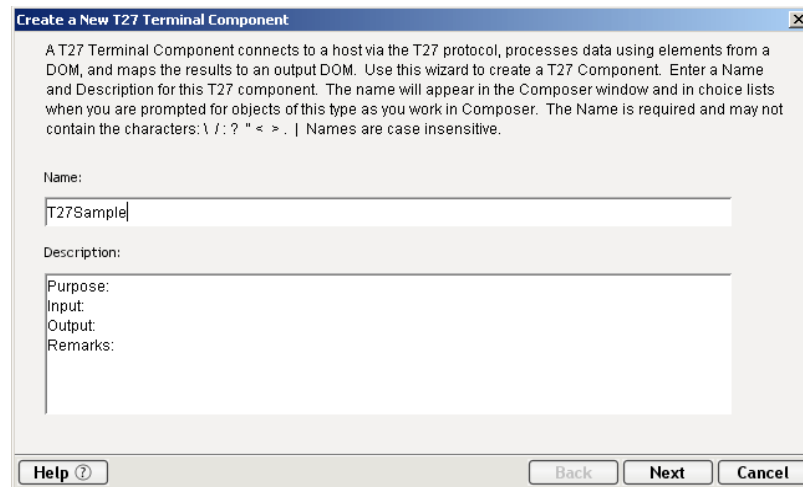 Create a New T27 Terminal Component
A T27 Terminal Component connects to a host via the T27 protocol, processes data using elements from a
DOM, and maps the results to an output DOM. Use this wizard to create a T27 Component. Enter a Name
and Description for this T27 component. The name will appear in the Composer window and in choice lists
when you are prompted for objects of this type as you work in Composer. The Name is required and may not
contain the characters: \ / : ? " < > . | Names are case insensitive.
Name:
T27Sample
Description:
Purpose:
Input:
Output:
Remarks:
Help ?
Back Next Cancel